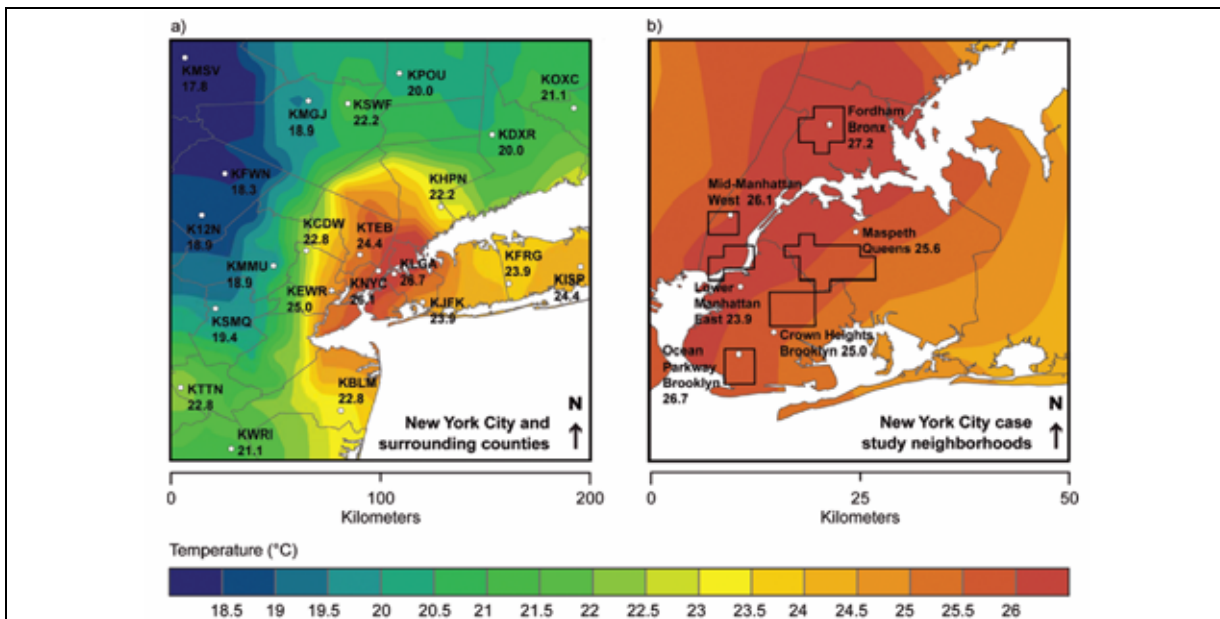 a)
KMSV
17.8
KMGJ
18.9
KSWF
22.2
KPOU
20.0
KOXC
21.1
KDXR
20.0
KFWN
18.3
KHPN
22.2
K12N
18.9
KCDW
22.8
KTEB
24.4
KMMU
18.9
KLGA
26.7
KFRG
23.9
KISP
24.4
KEWR
25.0
KNYC
26.1
KJFK
23.9
KSMQ
19.4
KTTN
22.8
KBLM
22.8
KWRI
21.1
New York City and
surrounding counties
N
0 100 200
Kilometers
b)
Fordham
Bronx
27.2
Mid-Manhattan
West 26.1
Maspeth
Queens 25.6
Lower
Manhattan
East 23.9
Crown Heights
Brooklyn 25.0
Ocean
Parkway
Brooklyn
26.7
New York City case
study neighborhoods
N
0 25 50
Kilometers
Temperature (°C)
18.5 19 19.5 20 20.5 21 21.5 22 22.5 23 23.5 24 24.5 25 25.5 26